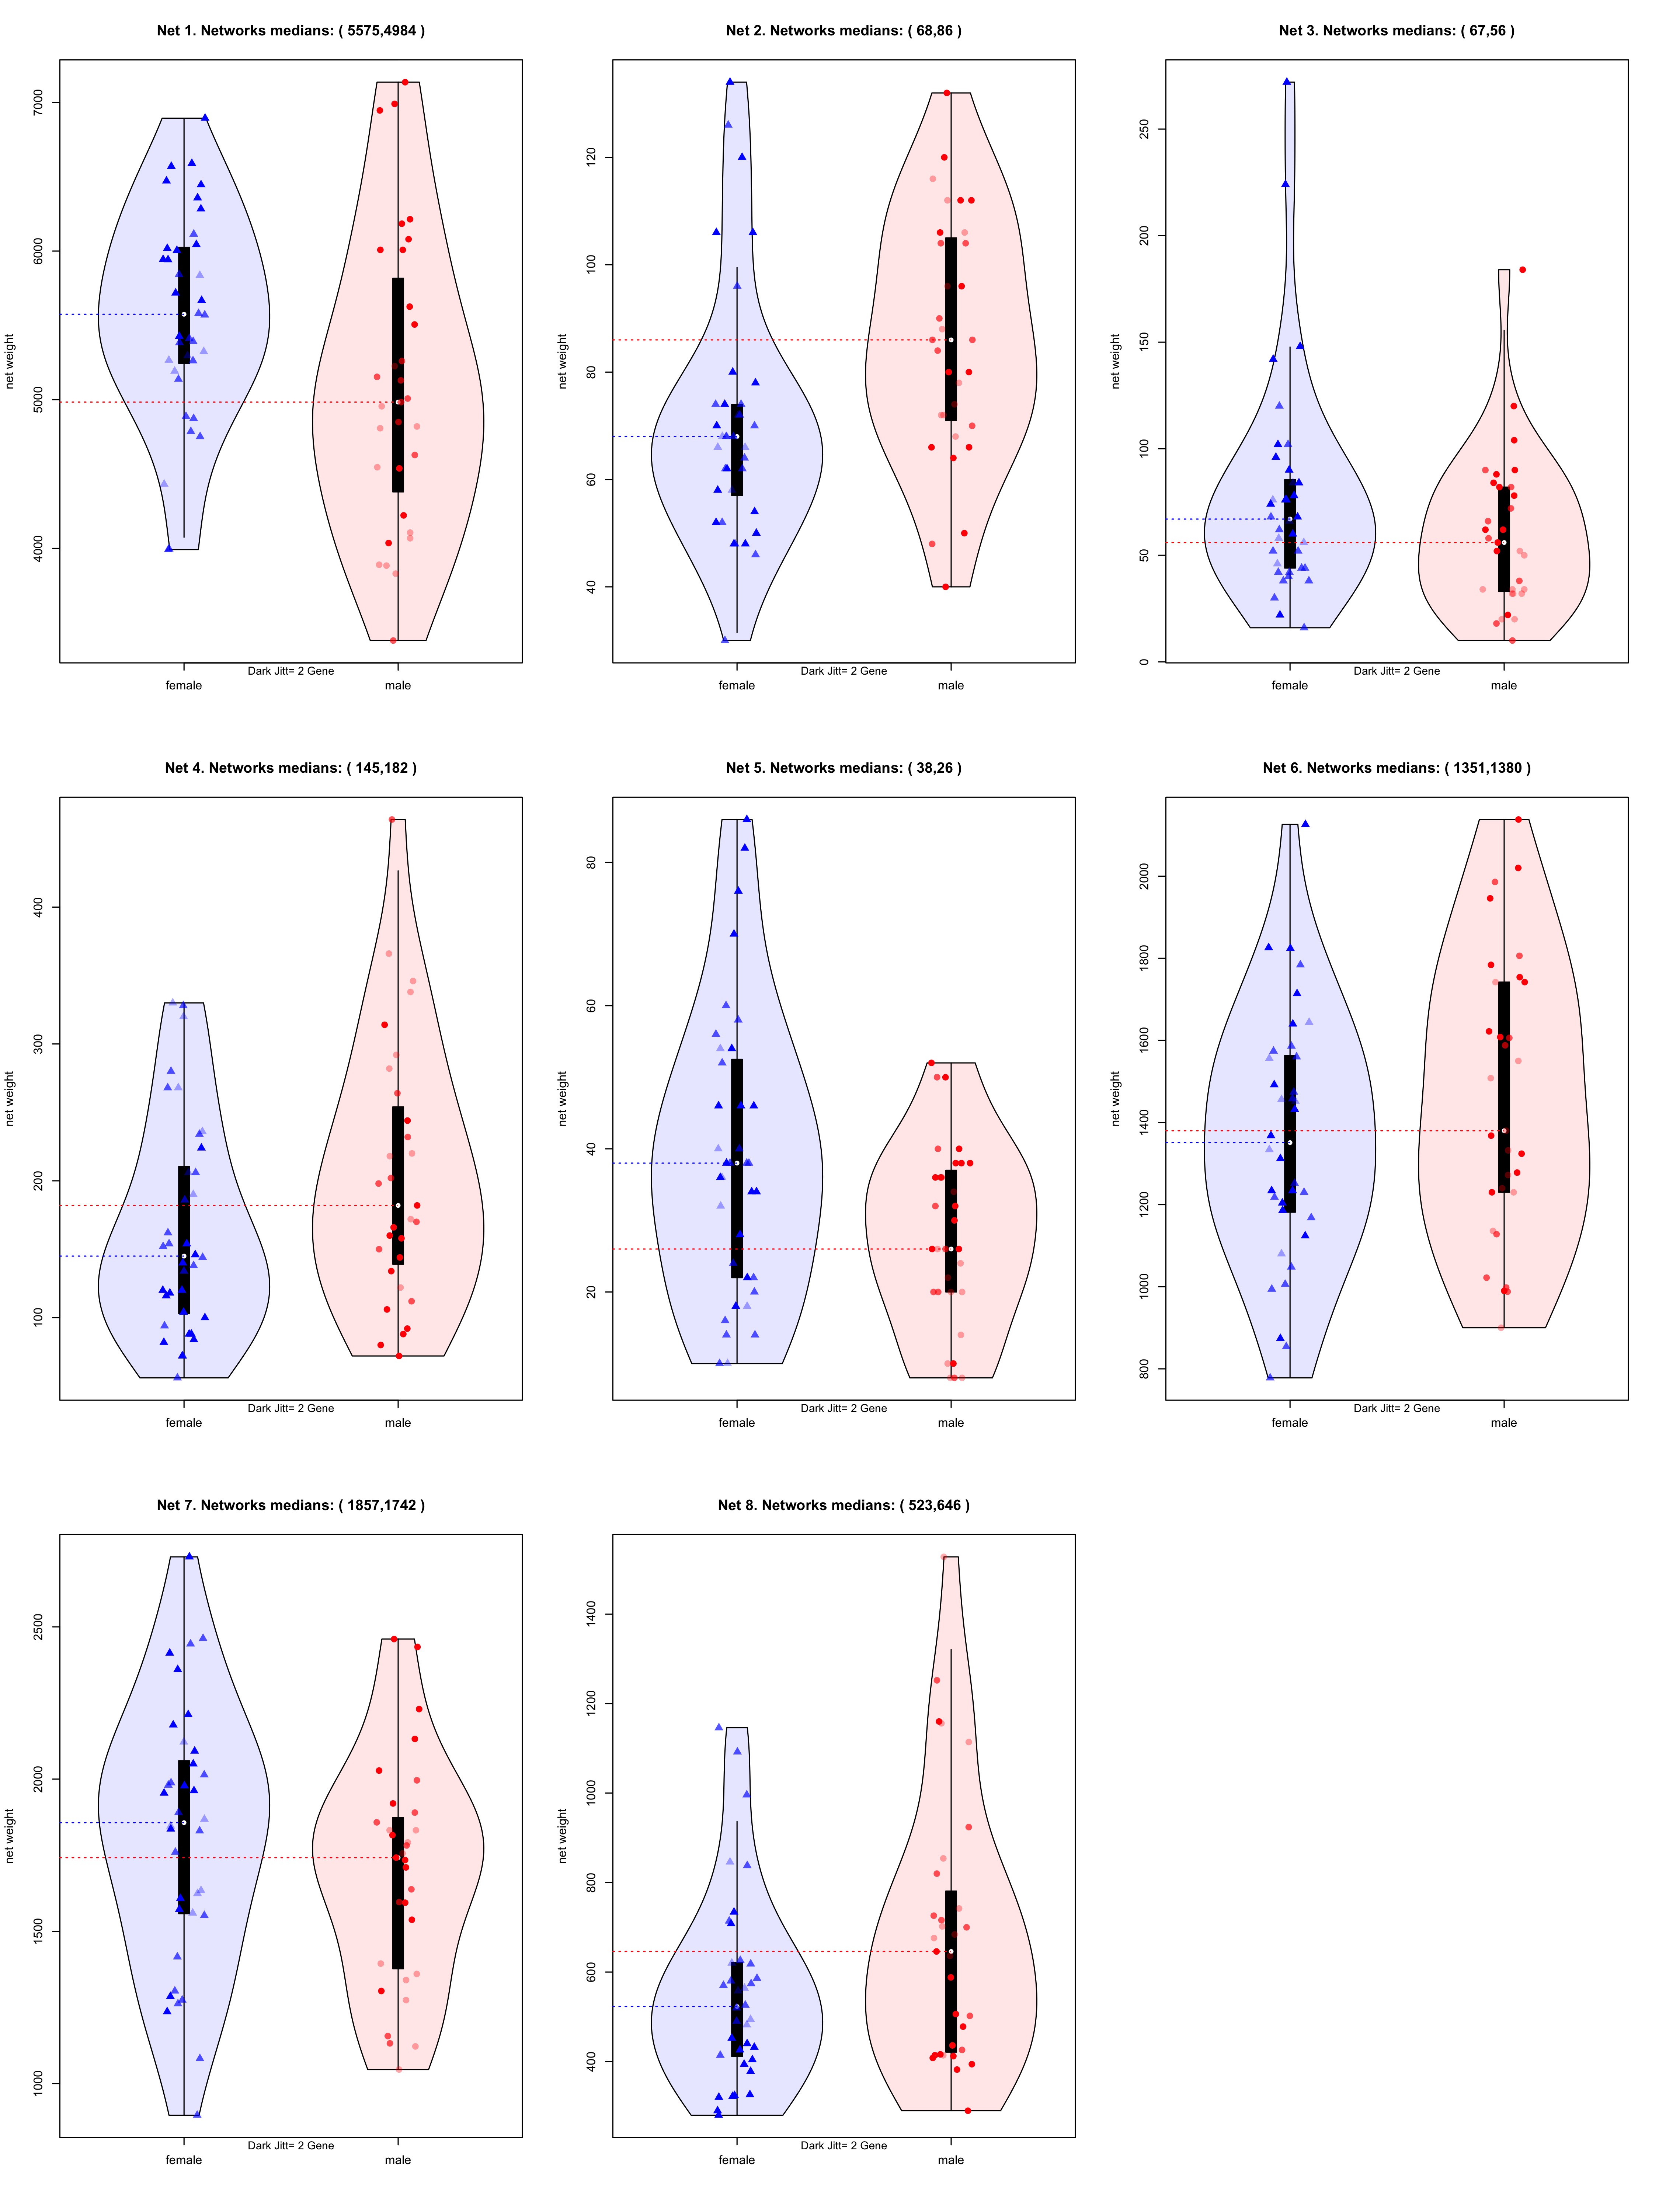 Net 1. Networks medians: ( 5575,4984 )
net weight
7000
6000
5000
4000
Dark Jitt= 2 Gene
female
male
Net 2. Networks medians: ( 68,86 )
net weight
120
100
80
60
40
Dark Jitt= 2 Gene
female
male
Net 3. Networks medians: ( 67,56 )
net weight
250
200
150
100
50
0
Dark Jitt= 2 Gene
female
male
Net 4. Networks medians: ( 145,182 )
net weight
400
300
200
100
Dark Jitt= 2 Gene
female
male
Net 5. Networks medians: ( 38,26 )
net weight
80
60
40
20
Dark Jitt= 2 Gene
female
male
Net 6. Networks medians: ( 1351,1380 )
net weight
2000
1800
1600
1400
1200
1000
800
Dark Jitt= 2 Gene
female
male
Net 7. Networks medians: ( 1857,1742 )
net weight
2500
2000
1500
1000
Dark Jitt= 2 Gene
female
male
Net 8. Networks medians: ( 523,646 )
net weight
1400
1200
1000
800
600
400
Dark Jitt= 2 Gene
female
male